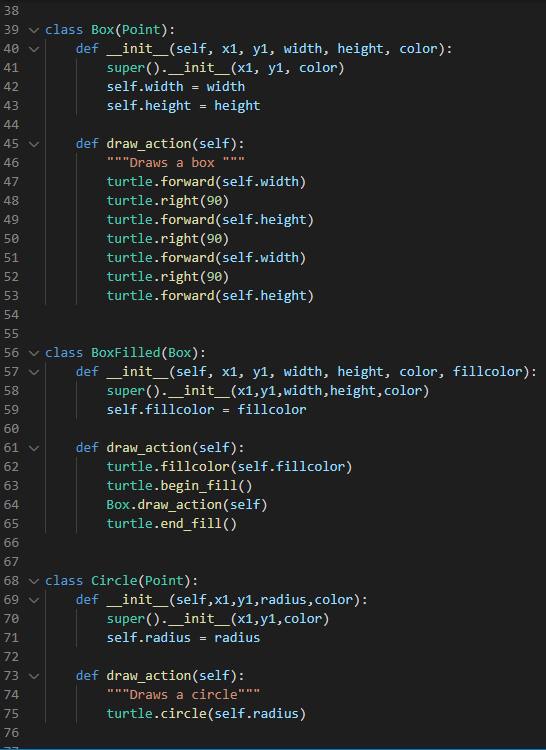 38
39 class Box(Point):
40     def __init__(self, x1, y1, width, height, color):
41         super().__init__(x1, y1, color)
42         self.width = width
43         self.height = height
44
45     def draw_action(self):
46         """Draws a box """
47         turtle.forward(self.width)
48         turtle.right(90)
49         turtle.forward(self.height)
50         turtle.right(90)
51         turtle.forward(self.width)
52         turtle.right(90)
53         turtle.forward(self.height)
54
55
56 class BoxFilled(Box):
57     def __init__(self, x1, y1, width, height, color, fillcolor):
58         super().__init__(x1,y1,width,height,color)
59         self.fillcolor = fillcolor
60
61     def draw_action(self):
62         turtle.fillcolor(self.fillcolor)
63         turtle.begin_fill()
64         Box.draw_action(self)
65         turtle.end_fill()
66
67
68 class Circle(Point):
69     def __init__(self,x1,y1,radius,color):
70         super().__init__(x1,y1,color)
71         self.radius = radius
72
73     def draw_action(self):
74         """Draws a circle"""
75         turtle.circle(self.radius)
76